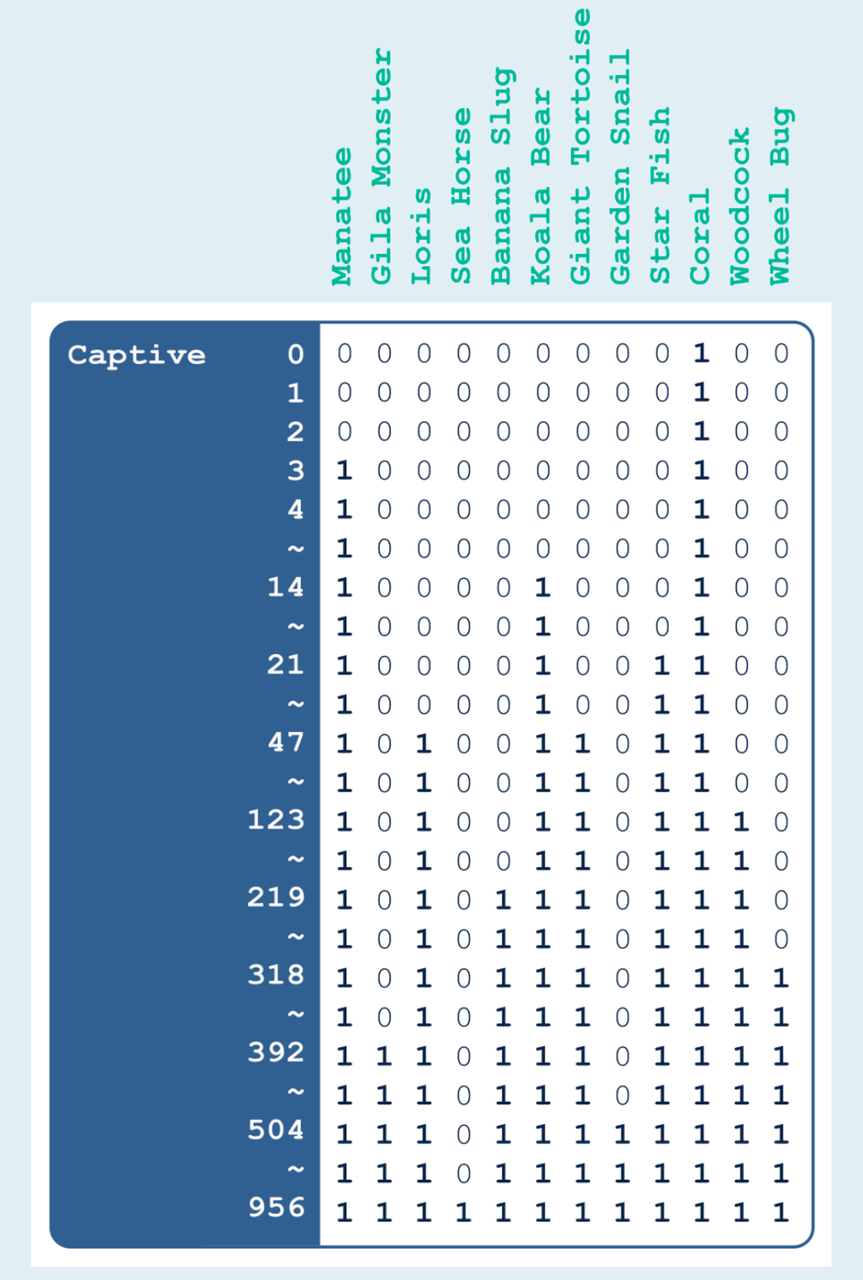 Manatee
Gila Monster
Loris
Sea Horse
Banana Slug
Koala Bear
Giant Tortoise
Garden Snail
Star Fish
Coral
Woodcock
Wheel Bug
Captive 0 0 0 0 0 0 0 0 0 0 1 0 0
1 0 0 0 0 0 0 0 0 0 1 0 0
2 0 0 0 0 0 0 0 0 0 1 0 0
3 1 0 0 0 0 0 0 0 0 1 0 0
4 1 0 0 0 0 0 0 0 0 1 0 0
~ 1 0 0 0 0 0 0 0 0 1 0 0
14 1 0 0 0 0 1 0 0 0 1 0 0
~ 1 0 0 0 0 1 0 0 0 1 0 0
21 1 0 0 0 0 1 0 0 1 1 0 0
~ 1 0 0 0 0 1 0 0 1 1 0 0
47 1 0 1 0 0 1 1 0 1 1 0 0
~ 1 0 1 0 0 1 1 0 1 1 0 0
123 1 0 1 0 0 1 1 0 1 1 1 0
~ 1 0 1 0 0 1 1 0 1 1 1 0
219 1 0 1 0 1 1 1 0 1 1 1 0
~ 1 0 1 0 1 1 1 0 1 1 1 0
318 1 0 1 0 1 1 1 0 1 1 1 1
~ 1 0 1 0 1 1 1 0 1 1 1 1
392 1 1 1 0 1 1 1 0 1 1 1 1
~ 1 1 1 0 1 1 1 0 1 1 1 1
504 1 1 1 0 1 1 1 1 1 1 1 1
~ 1 1 1 0 1 1 1 1 1 1 1 1
956 1 1 1 1 1 1 1 1 1 1 1 1